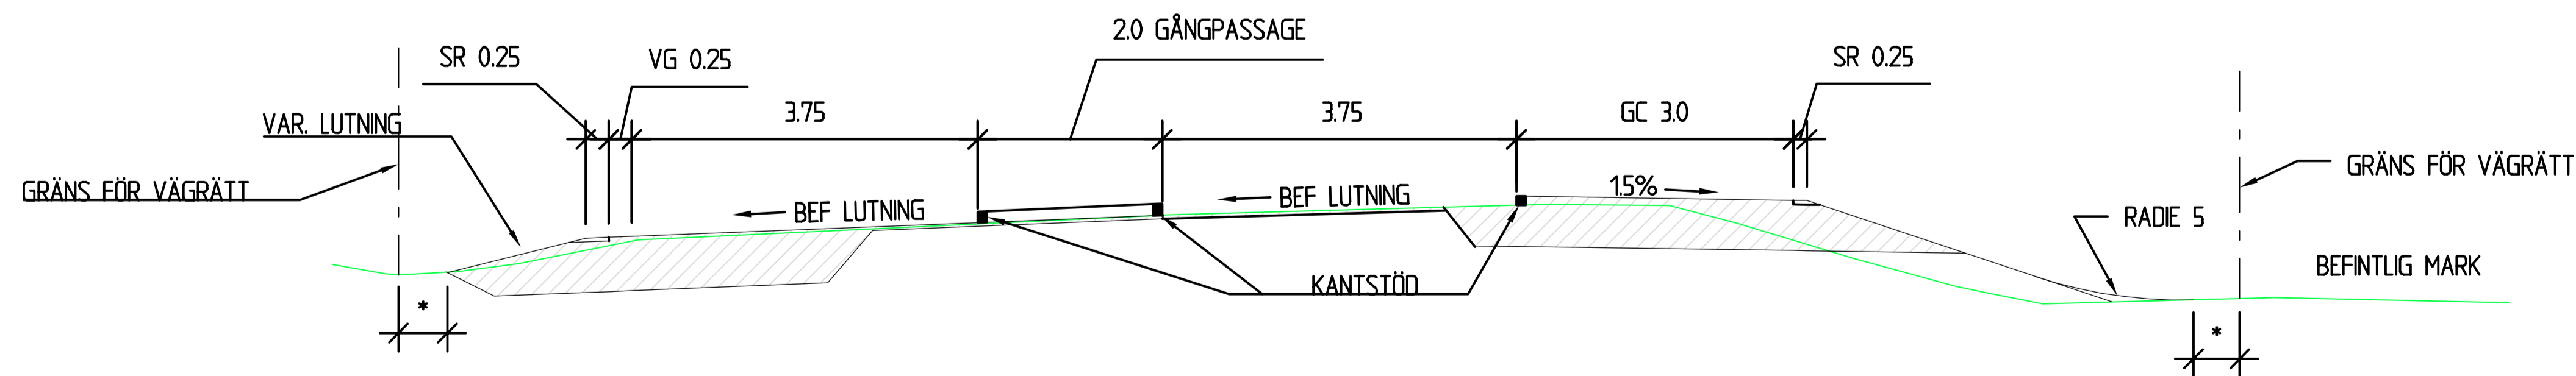 2.0 GÅNGPASSAGE
SR 0.25
VG 0.25
SR 0.25
3.75
3.75
GC 3.0
VAR. LUTNING
GRÄNS FÖR VÄGRÄTT
GRÄNS FÖR VÄGRÄTT
BEF LUTNING
BEF LUTNING
1.5%
RADIE 5
BEFINTLIG MARK
KANTSTÖD
*
*